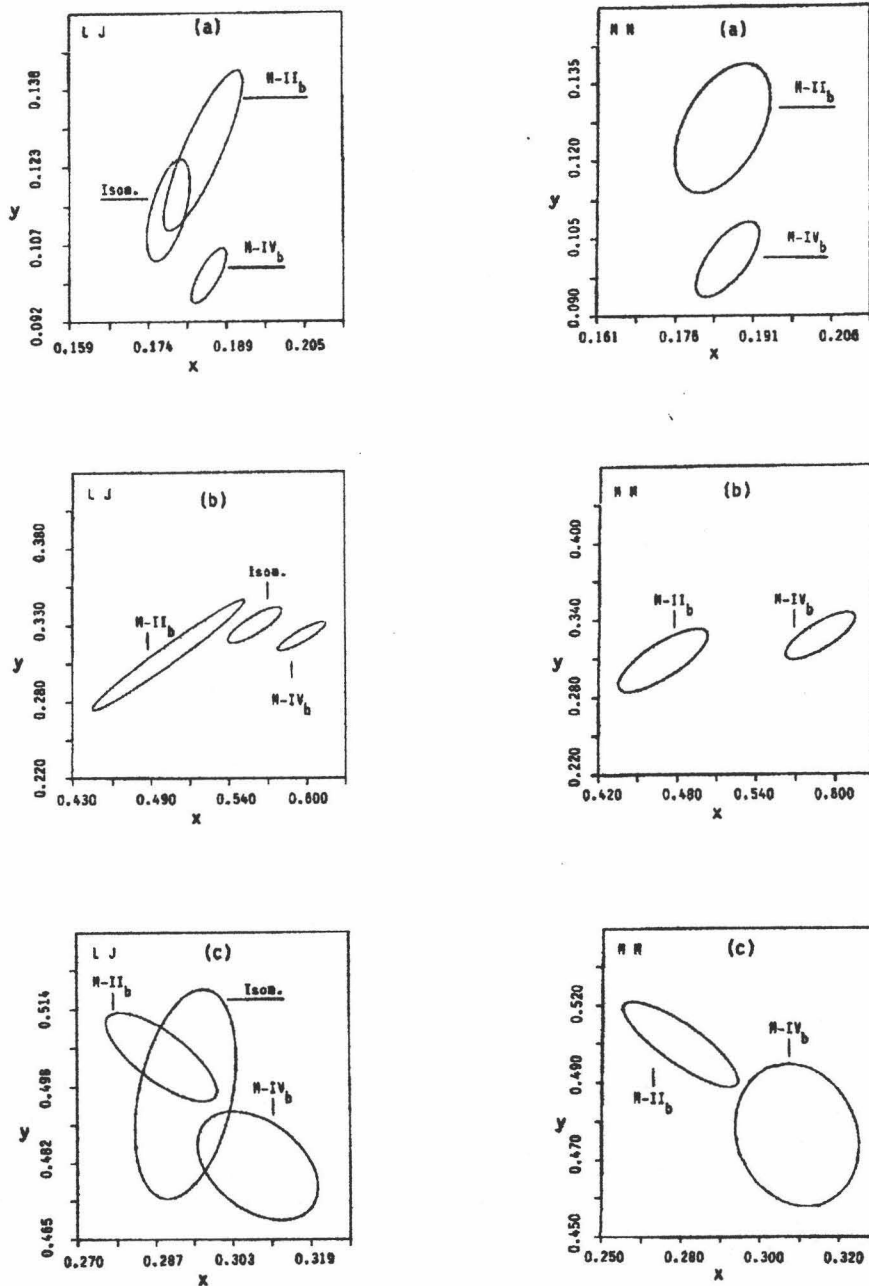 L J (a)
M-II_b
Isom.
M-IV_b
y
0.138
0.123
0.107
0.092
0.159 0.174 0.189 0.205
x
M M (a)
M-II_b
M-IV_b
0.135
0.120
0.105
0.090
0.161 0.176 0.191 0.206
x
L J (b)
Isom.
M-II_b
M-IV_b
y
0.380
0.330
0.280
0.220
0.430 0.490 0.540 0.600
x
M M (b)
M-II_b M-IV_b
y
0.400
0.340
0.280
0.220
0.420 0.480 0.540 0.600
x
L J (c)
M-II_b
Isom.
M-IV_b
y
0.514
0.498
0.482
0.465
0.270 0.287 0.303 0.319
x
M M (c)
M-IV_b
M-II_b
y
0.520
0.490
0.470
0.450
0.250 0.280 0.300 0.320
x